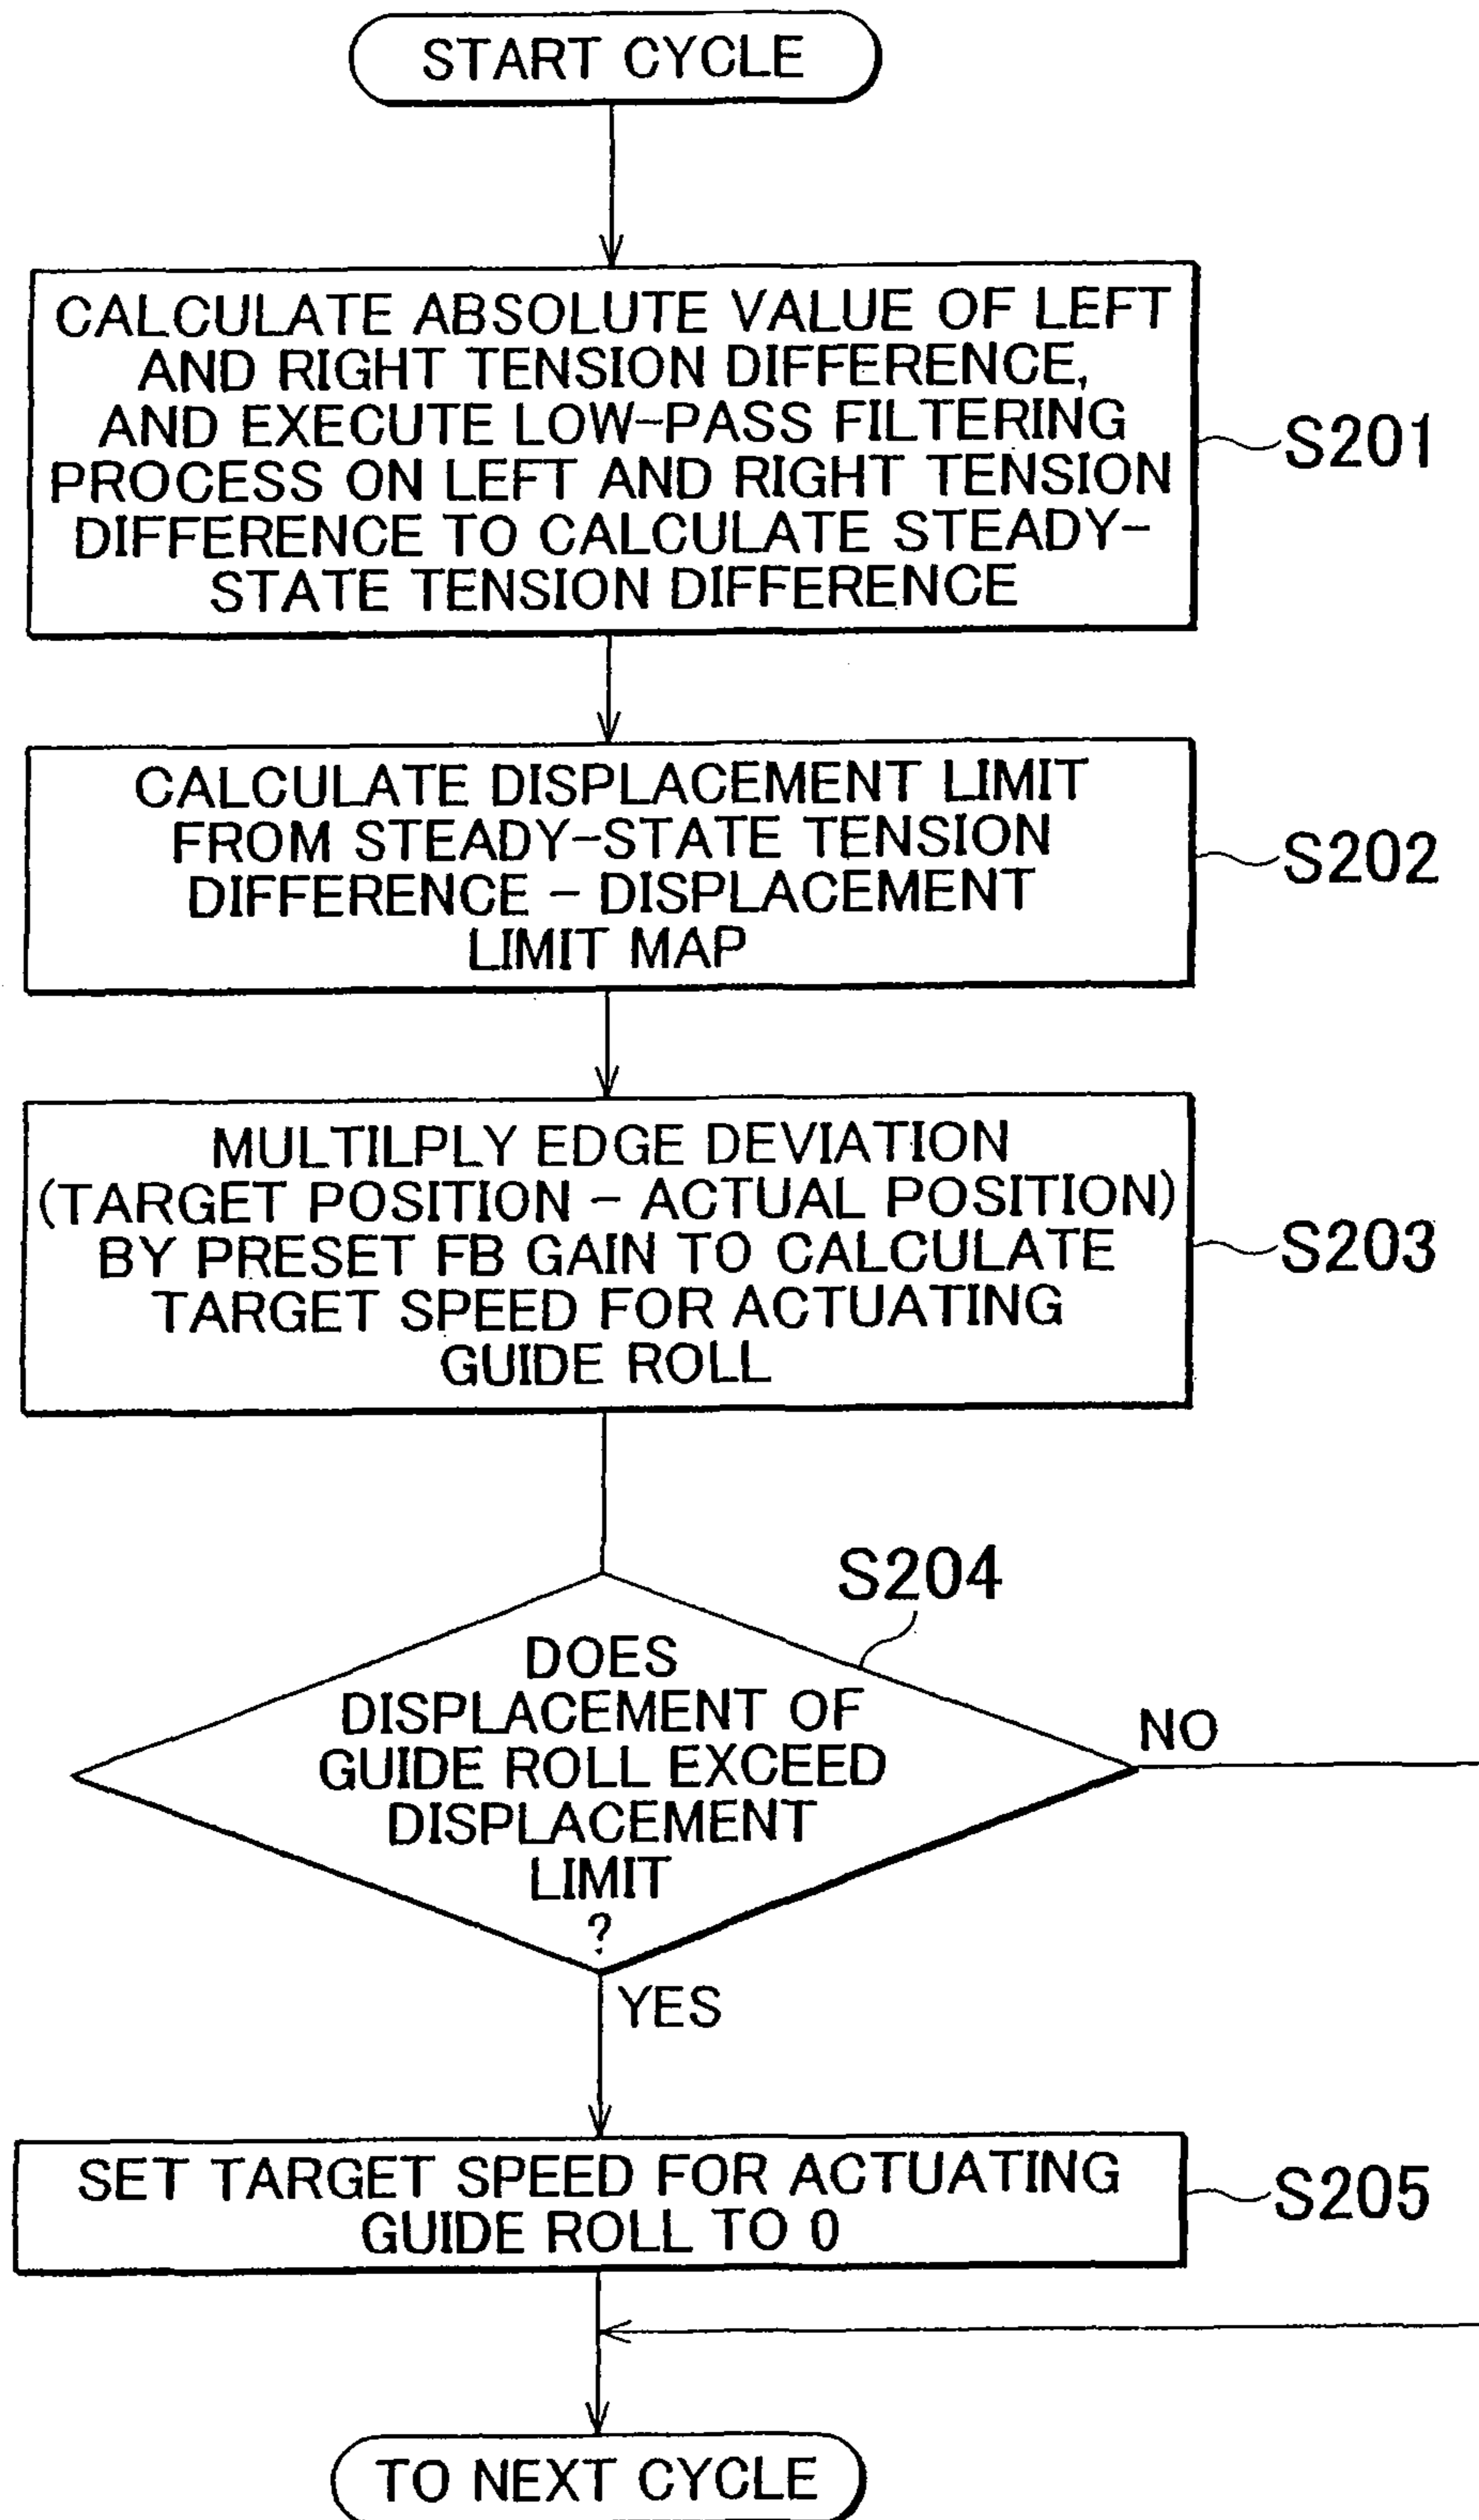 START CYCLE
CALCULATE ABSOLUTE VALUE OF LEFT
AND RIGHT TENSION DIFFERENCE,
AND EXECUTE LOW-PASS FILTERING
PROCESS ON LEFT AND RIGHT TENSION
DIFFERENCE TO CALCULATE STEADY-
STATE TENSION DIFFERENCE
S201
CALCULATE DISPLACEMENT LIMIT
FROM STEADY-STATE TENSION
DIFFERENCE - DISPLACEMENT
LIMIT MAP
S202
MULTILPLY EDGE DEVIATION
(TARGET POSITION - ACTUAL POSITION)
BY PRESET FB GAIN TO CALCULATE
TARGET SPEED FOR ACTUATING
GUIDE ROLL
S203
S204
DOES
DISPLACEMENT OF
GUIDE ROLL EXCEED
DISPLACEMENT
LIMIT
?
NO
YES
SET TARGET SPEED FOR ACTUATING
GUIDE ROLL TO 0
S205
TO NEXT CYCLE